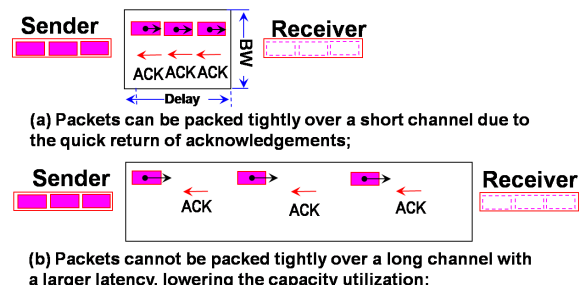 Sender
Receiver
BW
ACK ACK ACK
Delay
(a) Packets can be packed tightly over a short channel due to
the quick return of acknowledgements;
Sender
Receiver
ACK
ACK
ACK
(b) Packets cannot be packed tightly over a long channel with
a larger latency, lowering the capacity utilization;